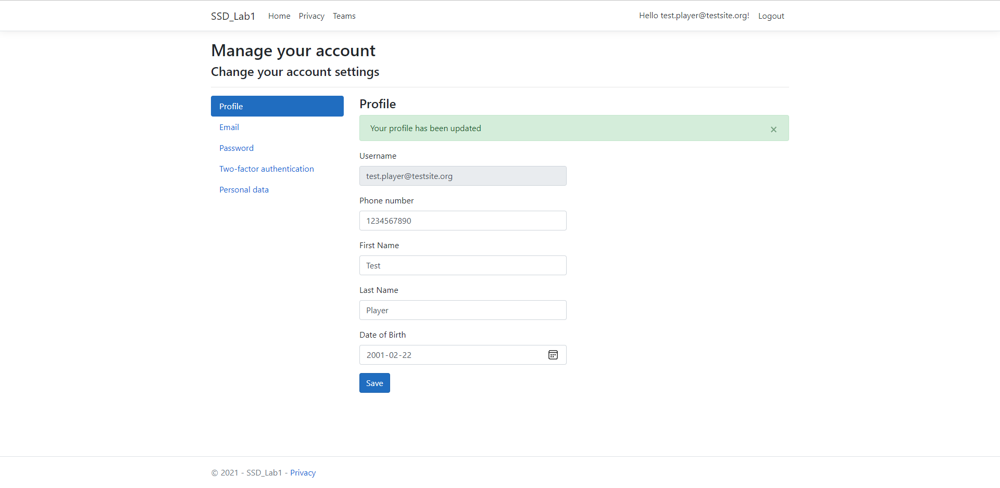 SSD_Lab1 Home Privacy Teams Hello test.player@testsite.org! Logout
Manage your account
Change your account settings
Profile
Email
Password
Two-factor authentication
Personal data
Profile
Your profile has been updated ×
Username
test.player@testsite.org
Phone number
1234567890
First Name
Test
Last Name
Player
Date of Birth
2001-02-22
Save
© 2021 - SSD_Lab1 - Privacy